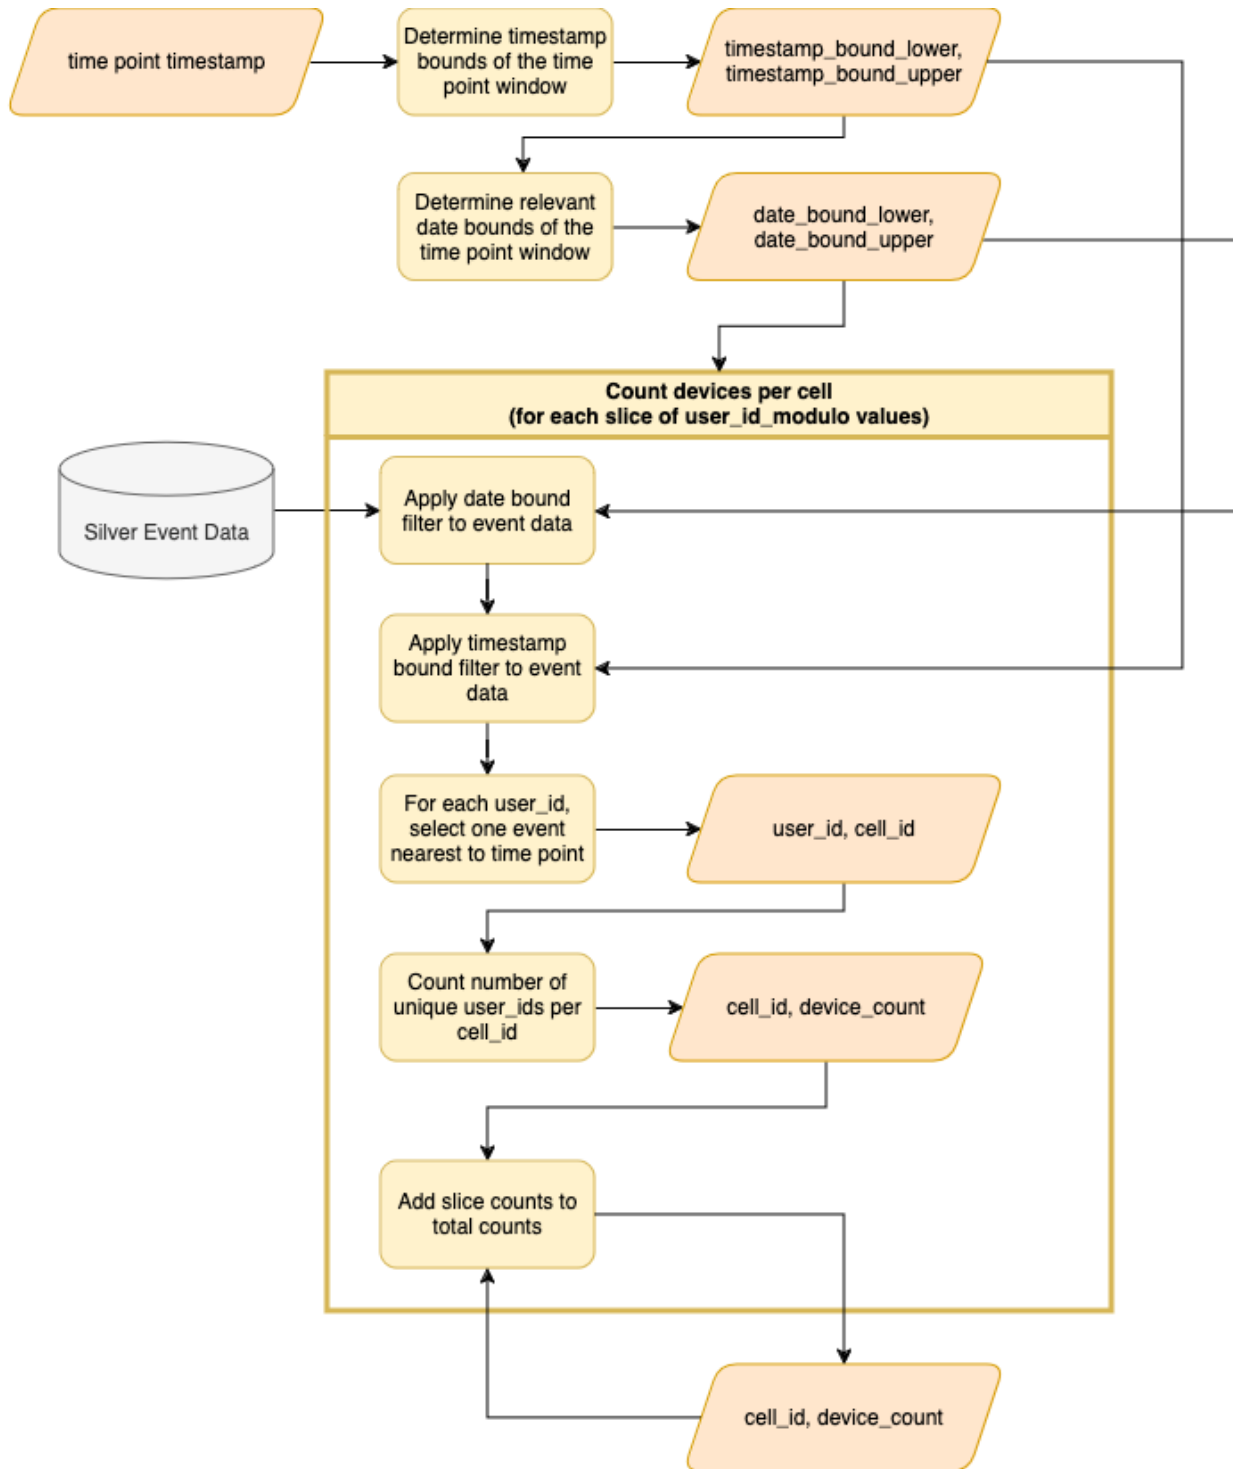 time point timestamp
Determine timestamp
bounds of the time
point window
timestamp_bound_lower,
timestamp_bound_upper
Determine relevant
date bounds of the
time point window
date_bound_lower,
date_bound_upper
Count devices per cell
(for each slice of user_id_modulo values)
Silver Event Data
Apply date bound
filter to event data
Apply timestamp
bound filter to event
data
For each user_id,
select one event
nearest to time point
user_id, cell_id
Count number of
unique user_ids per
cell_id
cell_id, device_count
Add slice counts to
total counts
cell_id, device_count